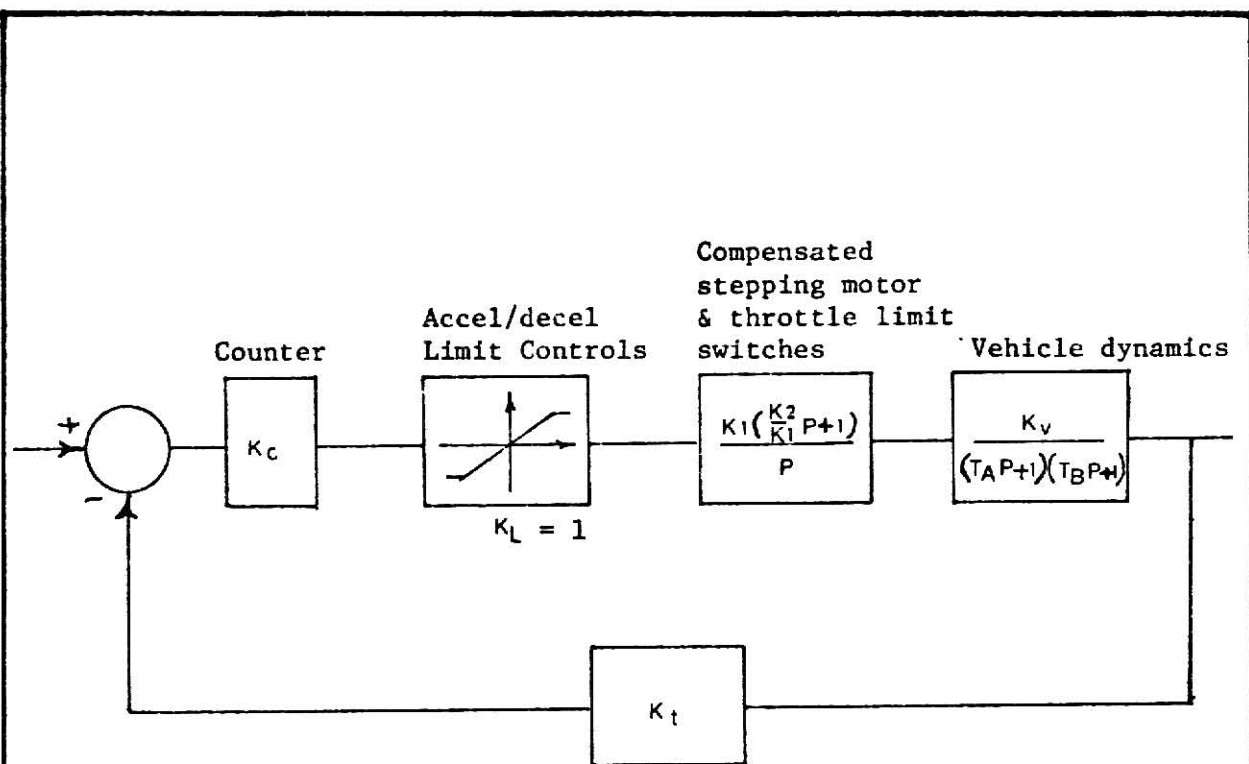 Compensated
stepping motor
& throttle limit
switches
Accel/decel
Limit Controls
Counter
Vehicle dynamics
+
-
Kc
KL = 1
K1(K2/K1 P+1)
P
Kv
(TAP+1)(TBP+1)
Kt